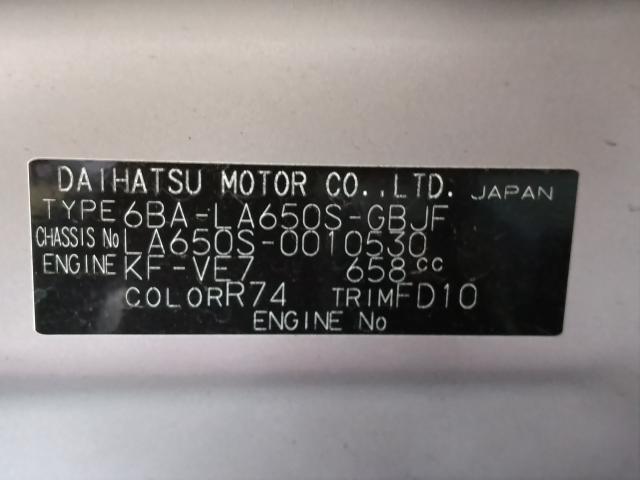 DAIHATSU MOTOR CO.,LTD. JAPAN
TYPE 6BA-LA650S-GBJF
CHASSIS No LA650S-0010530
ENGINE KF-VE7 658cc
COLOR R74 TRIM FD10
ENGINE No